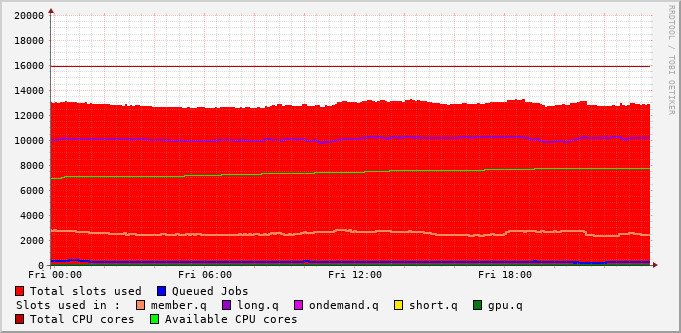 20000
18000
16000
14000
12000
10000
8000
6000
4000
2000
0
Fri 00:00 Fri 06:00 Fri 12:00 Fri 18:00
Total slots used Queued Jobs
Slots used in : member.q long.q ondemand.q short.q gpu.q
Total CPU cores Available CPU cores
RRDTOOL / TOBI OETIKER